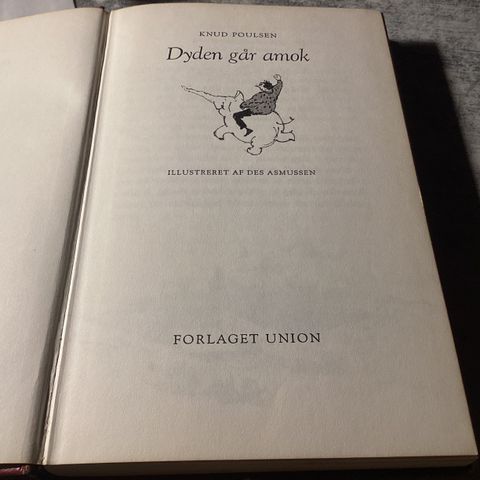 KNUD POULSEN
Dyden går amok
ILLUSTRERET AF DES ASMUSSEN
FORLAGET UNION